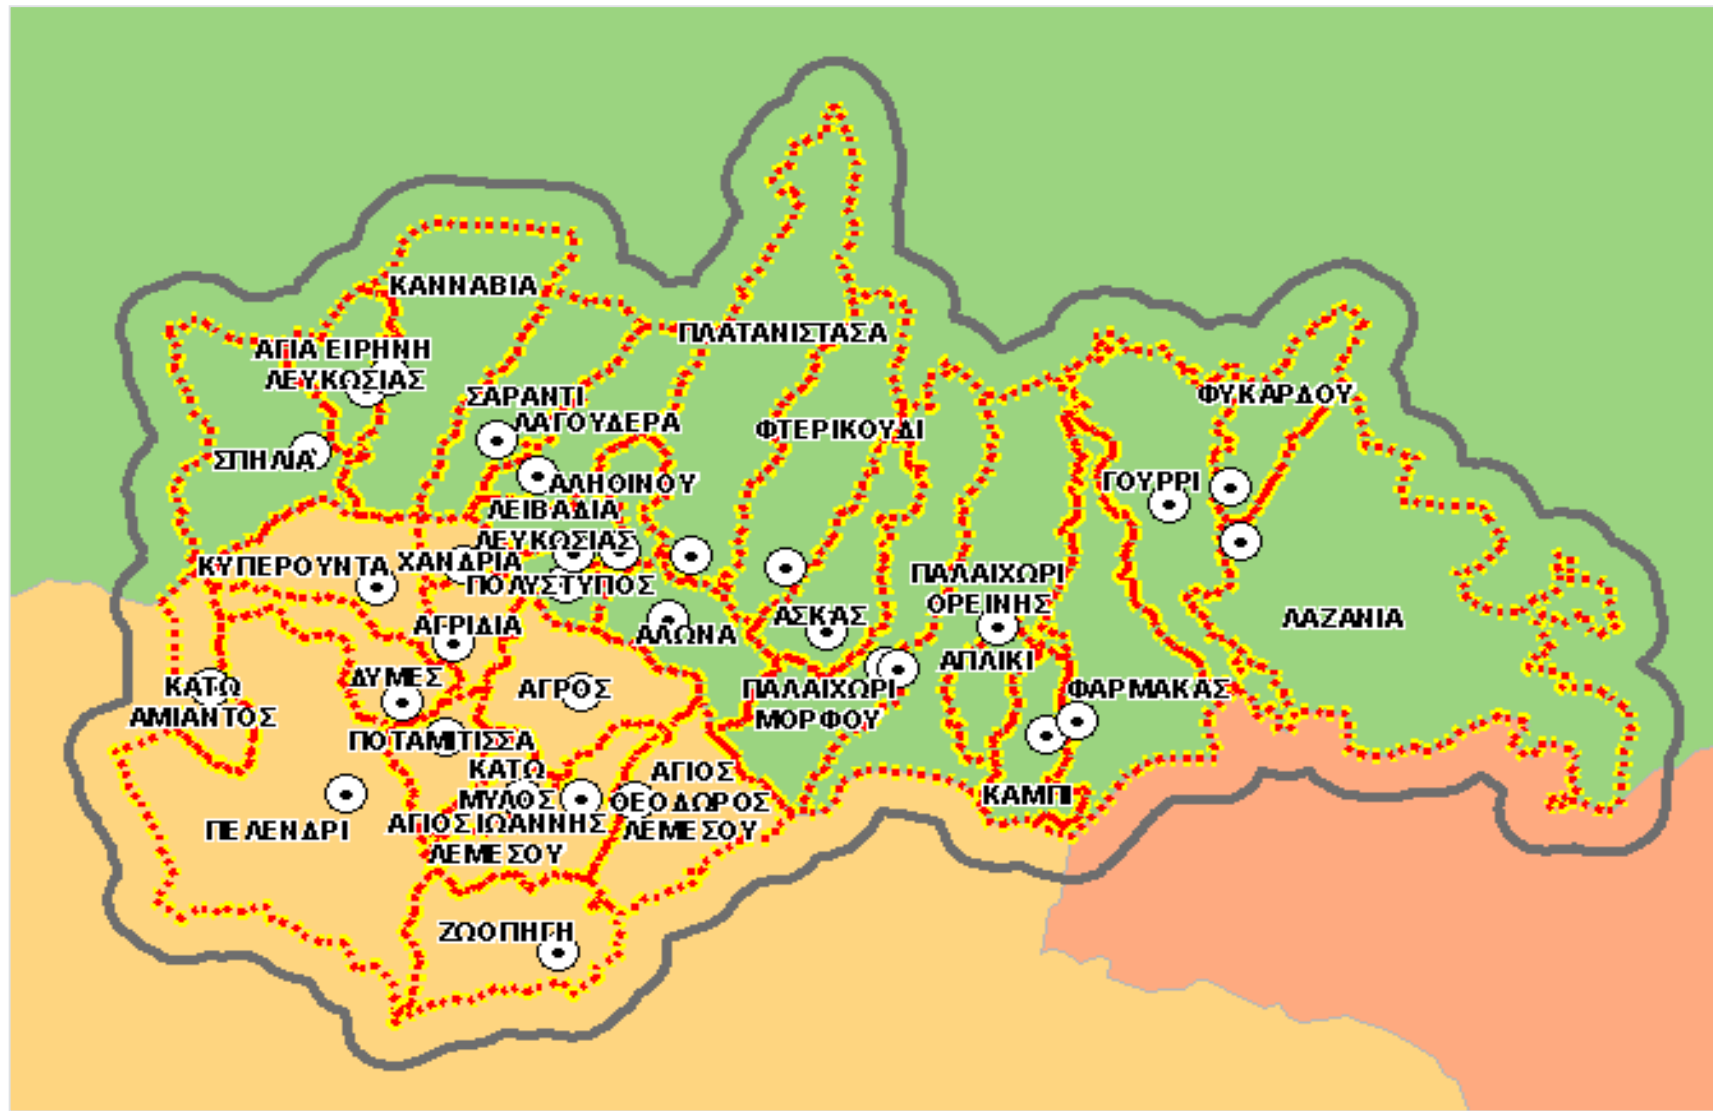 ΚΑΝΝΑΒΙΑ
ΠΛΑΤΑΝΙΣΤΑΣΑ
ΑΓΙΑ ΕΙΡΗΝΗ
ΛΕΥΚΩΣΙΑΣ
ΣΑΡΑΝΤΙ
ΦΥΚΑΡΔΟΥ
ΛΑΓΟΥΔΕΡΑ
ΦΤΕΡΙΚΟΥΔΙ
ΣΠΗΛΙΑ
ΑΛΗΘΙΝΟΥ
ΓΟΥΡΡΙ
ΛΕΙΒΑΔΙΑ
ΛΕΥΚΩΣΙΑΣ
ΚΥΠΕΡΟΥΝΤΑ
ΧΑΝΔΡΙΑ
ΠΟΛΥΣΤΥΠΟΣ
ΠΑΛΑΙΧΩΡΙ
ΟΡΕΙΝΗΣ
ΑΣΚΑΣ
ΛΑΖΑΝΙΑ
ΑΓΡΙΔΙΑ
ΑΛΩΝΑ
ΑΠΛΙΚΙ
ΔΥΜΕΣ
ΚΑΤΩ
ΑΜΙΑΝΤΟΣ
ΑΓΡΟΣ
ΠΑΛΑΙΧΩΡΙ
ΜΟΡΦΟΥ
ΦΑΡΜΑΚΑΣ
ΠΟΤΑΜΙΤΙΣΣΑ
ΚΑΤΩ
ΜΥΛΟΣ
ΑΓΙΟΣ
ΘΕΟΔΩΡΟΣ
ΛΕΜΕΣΟΥ
ΚΑΜΠΙ
ΠΕΛΕΝΔΡΙ
ΑΓΙΟΣ ΙΩΑΝΝΗΣ
ΛΕΜΕΣΟΥ
ΖΩΟΠΗΓΗ